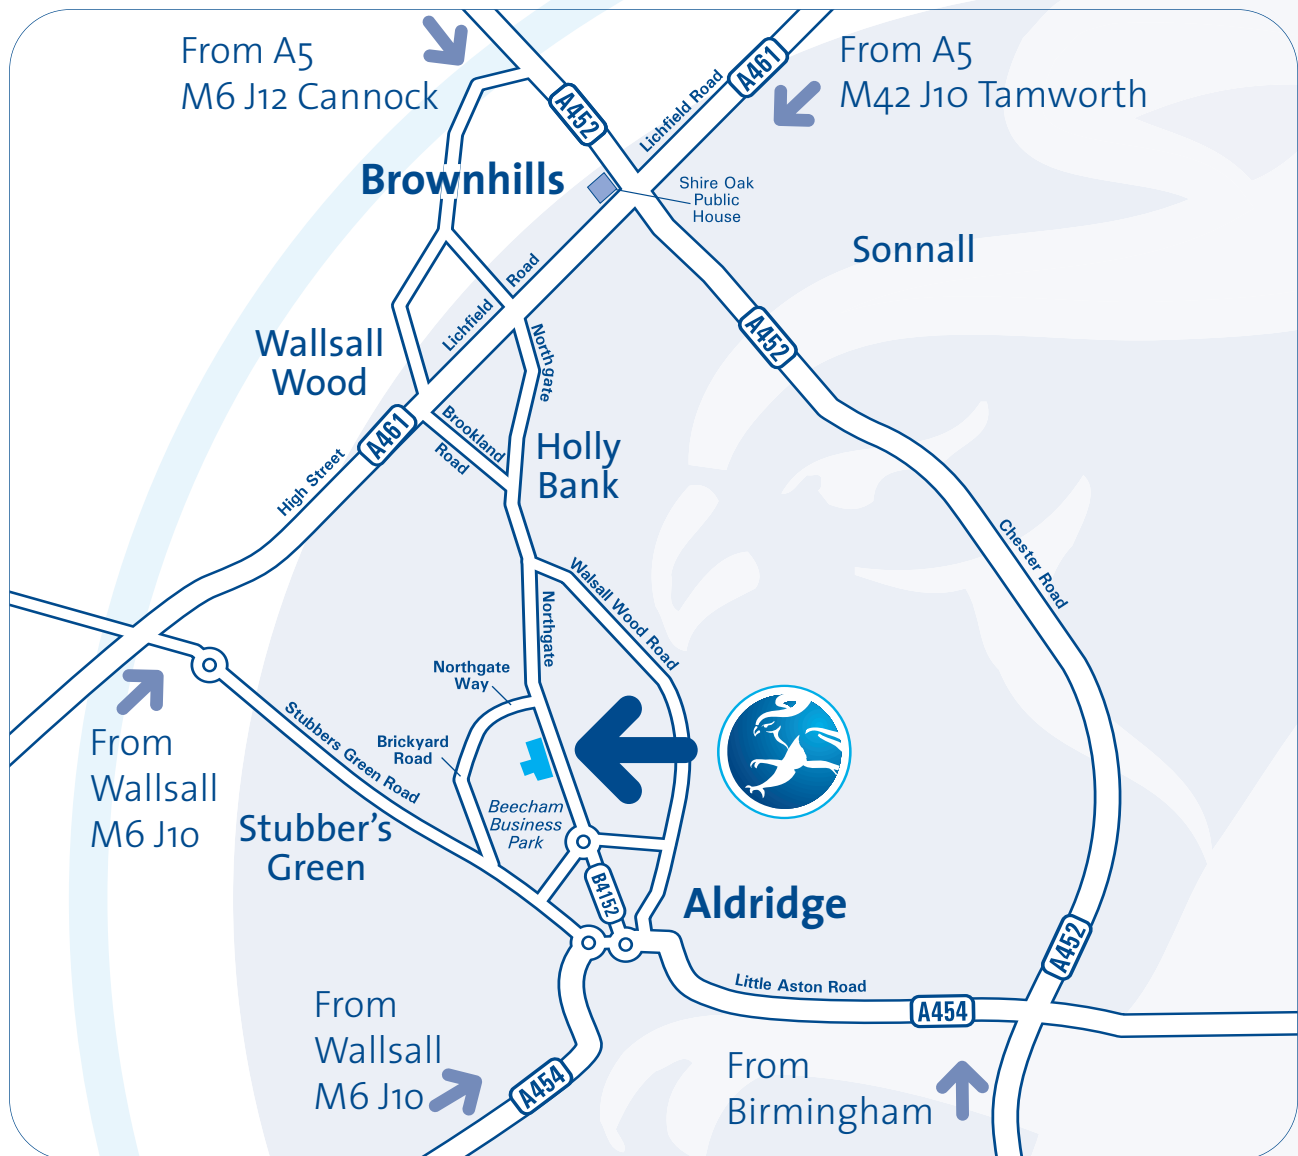 From A5
M6 J12 Cannock
A452
Lichfield Road
A461
From A5
M42 J10 Tamworth
Brownhills
Shire Oak
Public
House
Sonnall
Lichfield
Road
Wallsall
Wood
Northgate
A452
A461
Brookland
Road
Holly
Bank
High Street
Chester Road
Walsall Wood Road
Northgate
Northgate
Way
Stubbers Green Road
Brickyard
Road
From
Wallsall
M6 J10
Stubber's
Green
Beecham
Business
Park
B4152
Aldridge
A452
Little Aston Road
A454
From
Wallsall
M6 J10
A454
From
Birmingham